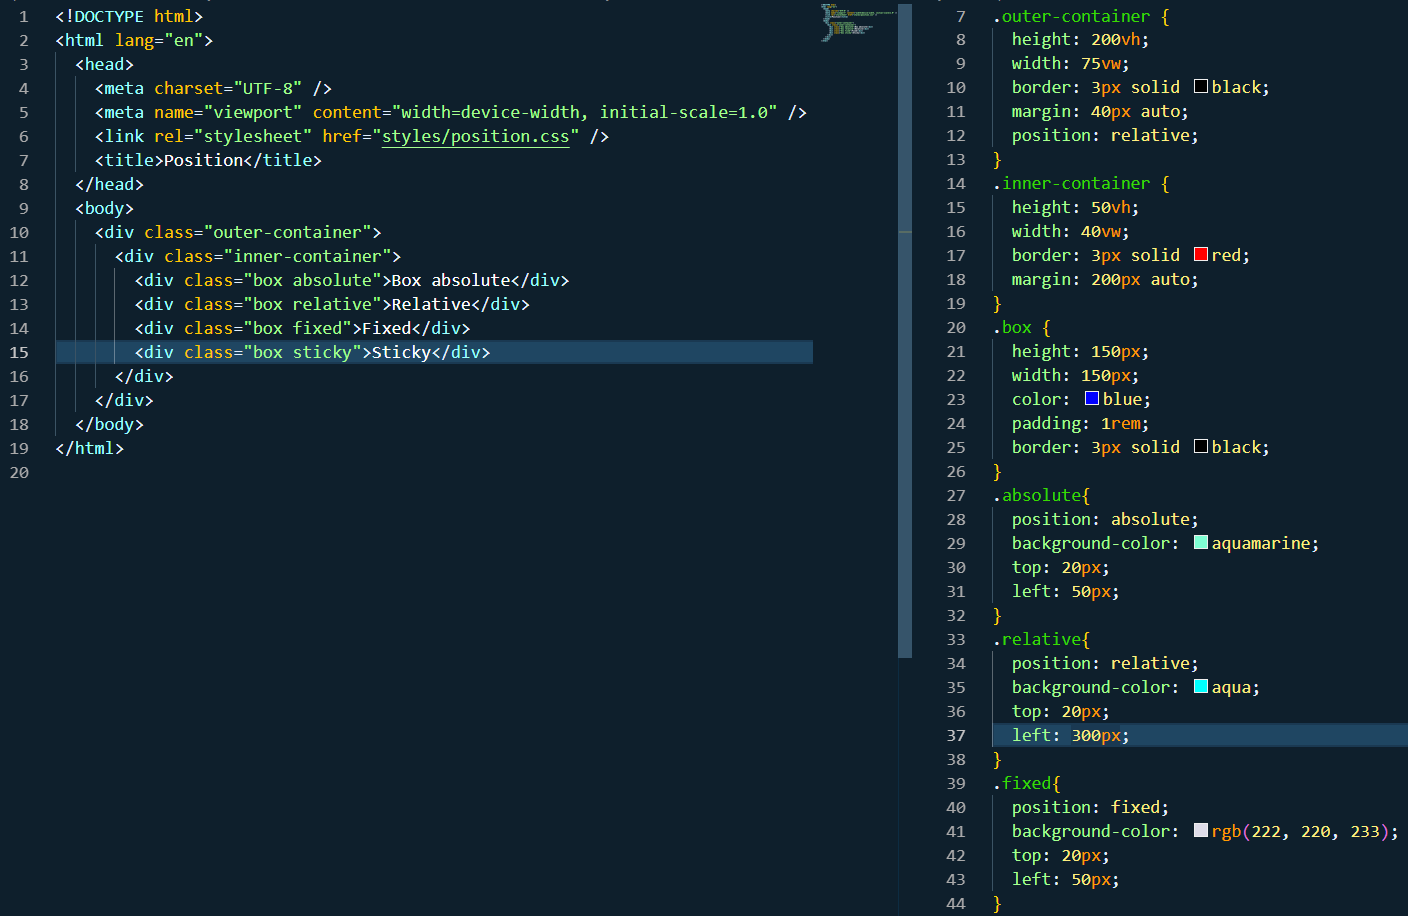 1 <!DOCTYPE html>
2 <html lang="en">
3   <head>
4     <meta charset="UTF-8" />
5     <meta name="viewport" content="width=device-width, initial-scale=1.0" />
6     <link rel="stylesheet" href="styles/position.css" />
7     <title>Position</title>
8   </head>
9   <body>
10     <div class="outer-container">
11       <div class="inner-container">
12         <div class="box absolute">Box absolute</div>
13         <div class="box relative">Relative</div>
14         <div class="box fixed">Fixed</div>
15         <div class="box sticky">Sticky</div>
16       </div>
17     </div>
18   </body>
19 </html>
20
7 .outer-container {
8   height: 200vh;
9   width: 75vw;
10   border: 3px solid black;
11   margin: 40px auto;
12   position: relative;
13 }
14 .inner-container {
15   height: 50vh;
16   width: 40vw;
17   border: 3px solid red;
18   margin: 200px auto;
19 }
20 .box {
21   height: 150px;
22   width: 150px;
23   color: blue;
24   padding: 1rem;
25   border: 3px solid black;
26 }
27 .absolute{
28   position: absolute;
29   background-color: aquamarine;
30   top: 20px;
31   left: 50px;
32 }
33 .relative{
34   position: relative;
35   background-color: aqua;
36   top: 20px;
37   left: 300px;
38 }
39 .fixed{
40   position: fixed;
41   background-color: rgb(222, 220, 233);
42   top: 20px;
43   left: 50px;
44 }